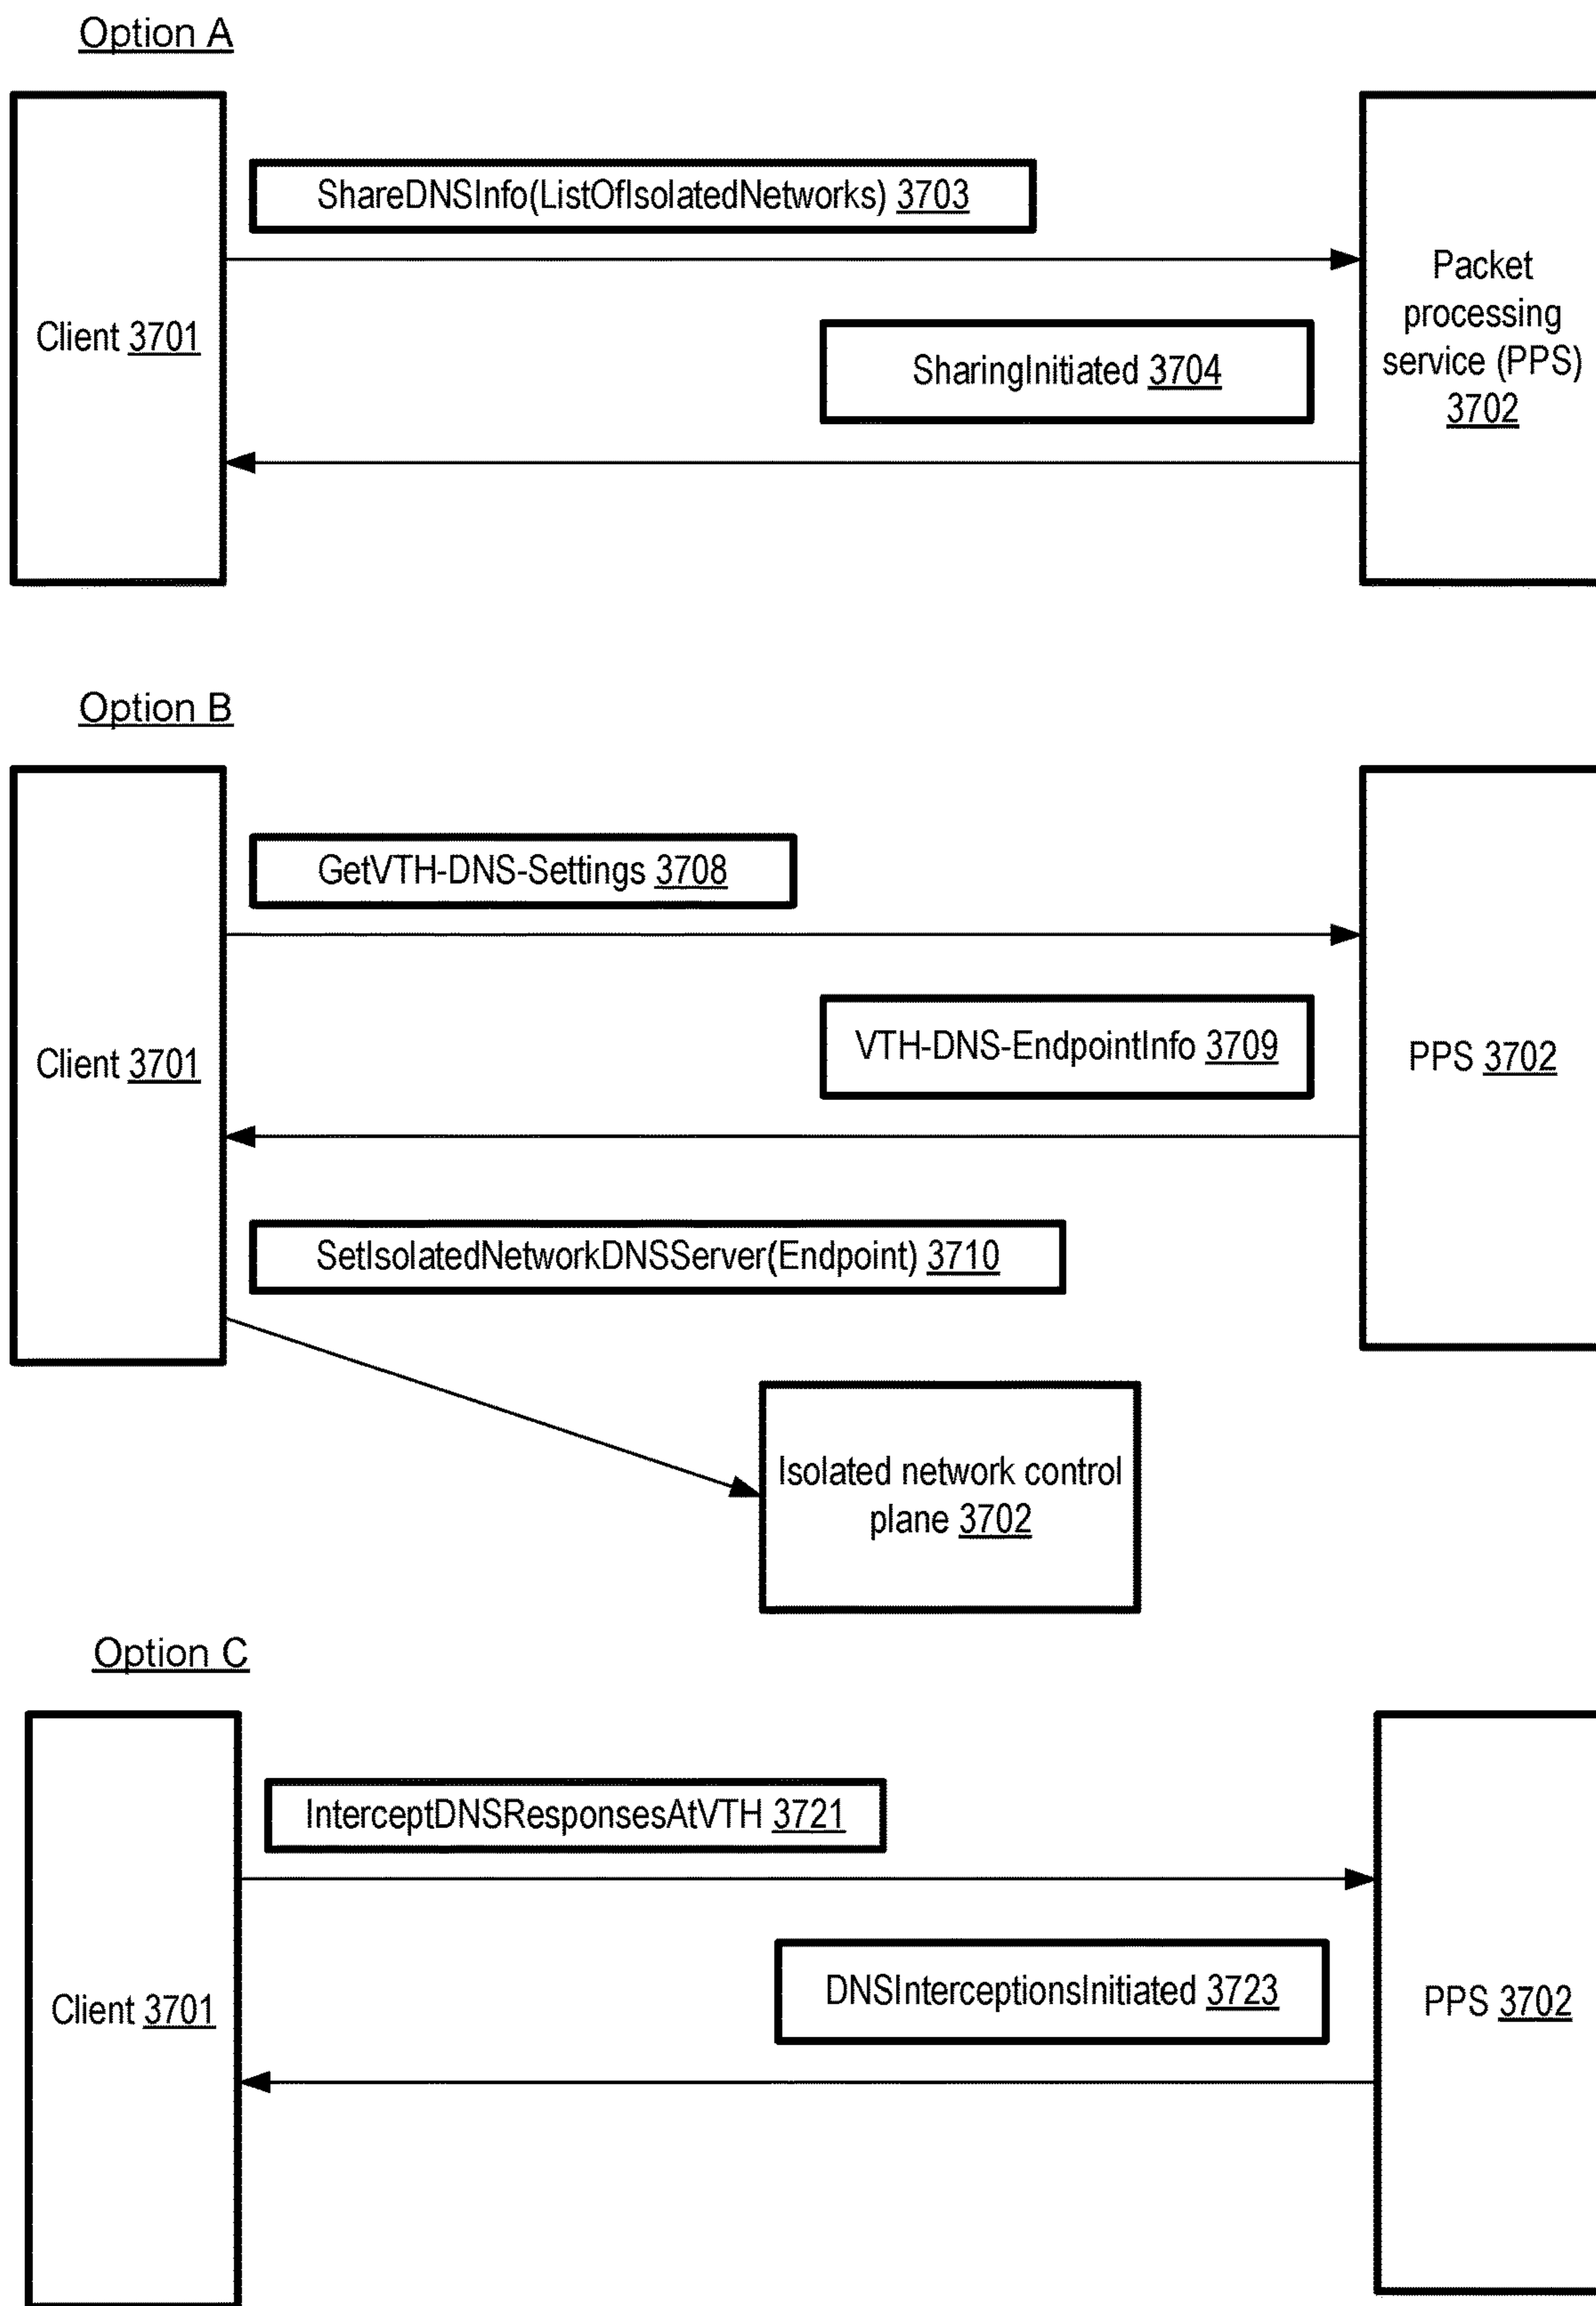 Option A
ShareDNSInfo(ListOfIsolatedNetworks) 3703
Client 3701
SharingInitiated 3704
Packet
processing
service (PPS)
3702
Option B
GetVTH-DNS-Settings 3708
Client 3701
VTH-DNS-EndpointInfo 3709
PPS 3702
SetIsolatedNetworkDNSServer(Endpoint) 3710
Isolated network control
plane 3702
Option C
InterceptDNSResponsesAtVTH 3721
Client 3701
DNSInterceptionsInitiated 3723
PPS 3702